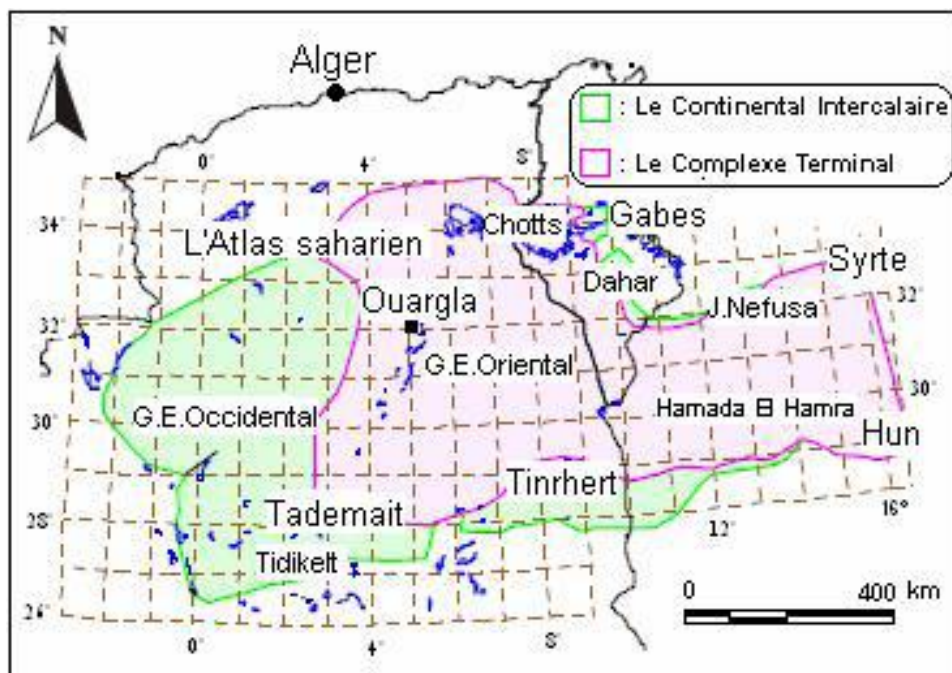 N
Alger
: Le Continental Intercalaire
: Le Complexe Terminal
0° 4° 8°
34° Chotts Gabes
L'Atlas saharien
Dahar Syrte
Ouargla
32° J.Nefusa 32°
G.E.Oriental
30° G.E.Occidental Hamada El Hamra 30°
Hun
Tinrhert
28° Tademait 12° 16°
Tidikelt
0 400 km
26°
0° 4° 8°